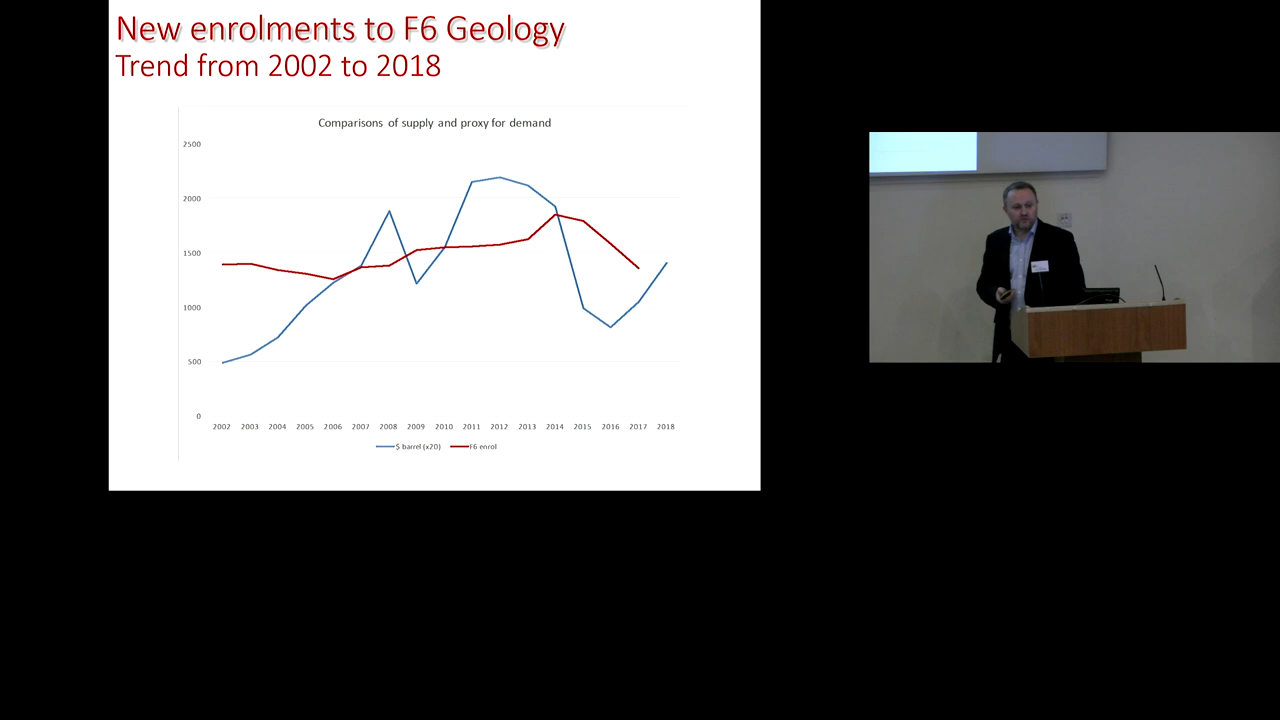 New enrolments to F6 Geology
Trend from 2002 to 2018
Comparisons of supply and proxy for demand
2500
2000
1500
1000
500
0
2002 2003 2004 2005 2006 2007 2008 2009 2010 2011 2012 2013 2014 2015 2016 2017 2018
$ barrel (x20) F6 enrol